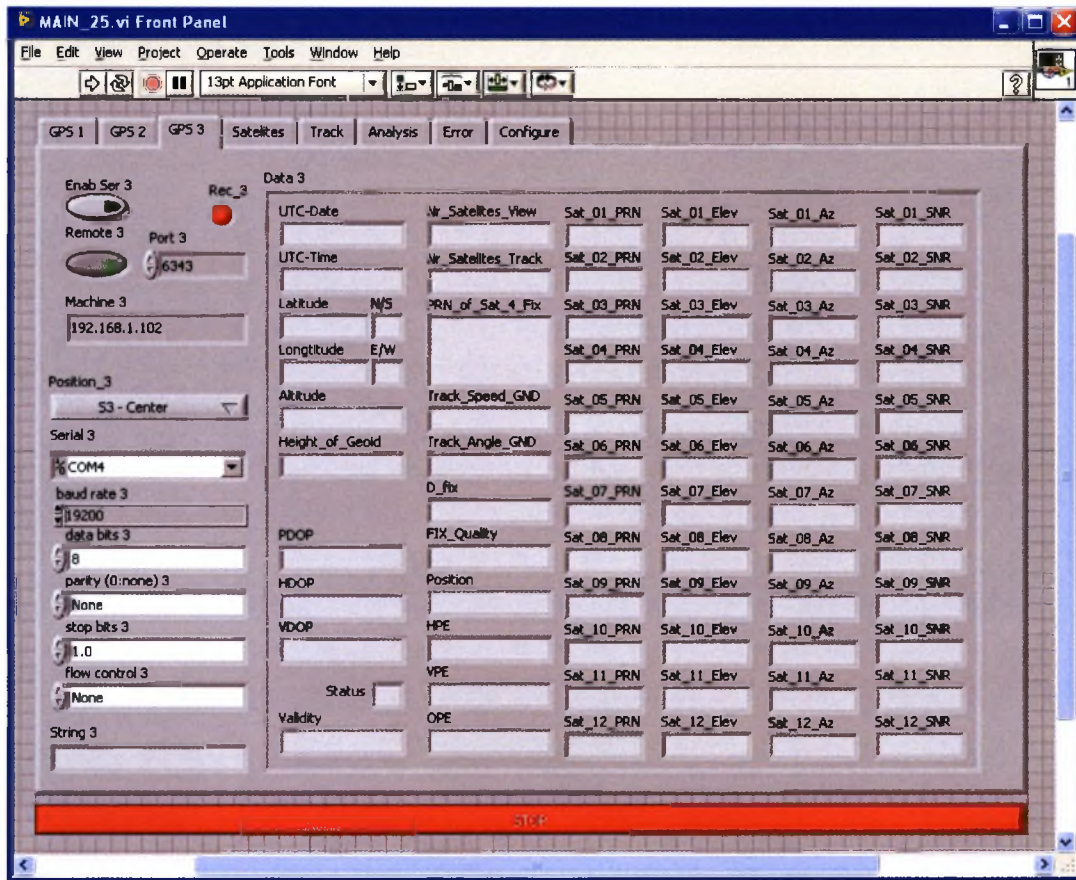 MAIN_25.vi Front Panel
File Edit View Project Operate Tools Window Help
13pt Application Font
1
GPS 1 GPS 2 GPS 3 Satelites Track Analysis Error Configure
Enab Ser 3
Rec_3
Remote 3
Port 3
6343
Machine 3
192.168.1.102
Position_3
S3 - Center
Serial 3
COM4
baud rate 3
19200
data bits 3
8
parity (0:none) 3
None
stop bits 3
1.0
flow control 3
None
String 3
Data 3
UTC-Date Nr_Satelites_View Sat_01_PRN Sat_01_Elev Sat_01_Az Sat_01_SNR
UTC-Time Nr_Satelites_Track Sat_02_PRN Sat_02_Elev Sat_02_Az Sat_02_SNR
Latitude N/S PRN_of_Sat_4_Fix Sat_03_PRN Sat_03_Elev Sat_03_Az Sat_03_SNR
Longtitude E/W Sat_04_PRN Sat_04_Elev Sat_04_Az Sat_04_SNR
Altitude Track_Speed_GND Sat_05_PRN Sat_05_Elev Sat_05_Az Sat_05_SNR
Height_of_Geoid Track_Angle_GND Sat_06_PRN Sat_06_Elev Sat_06_Az Sat_06_SNR
D_fix Sat_07_PRN Sat_07_Elev Sat_07_Az Sat_07_SNR
PDOP FIX_Quality Sat_08_PRN Sat_08_Elev Sat_08_Az Sat_08_SNR
HDOP Position Sat_09_PRN Sat_09_Elev Sat_09_Az Sat_09_SNR
VDOP HPE Sat_10_PRN Sat_10_Elev Sat_10_Az Sat_10_SNR
Status VPE Sat_11_PRN Sat_11_Elev Sat_11_Az Sat_11_SNR
Validity OPE Sat_12_PRN Sat_12_Elev Sat_12_Az Sat_12_SNR
STOP